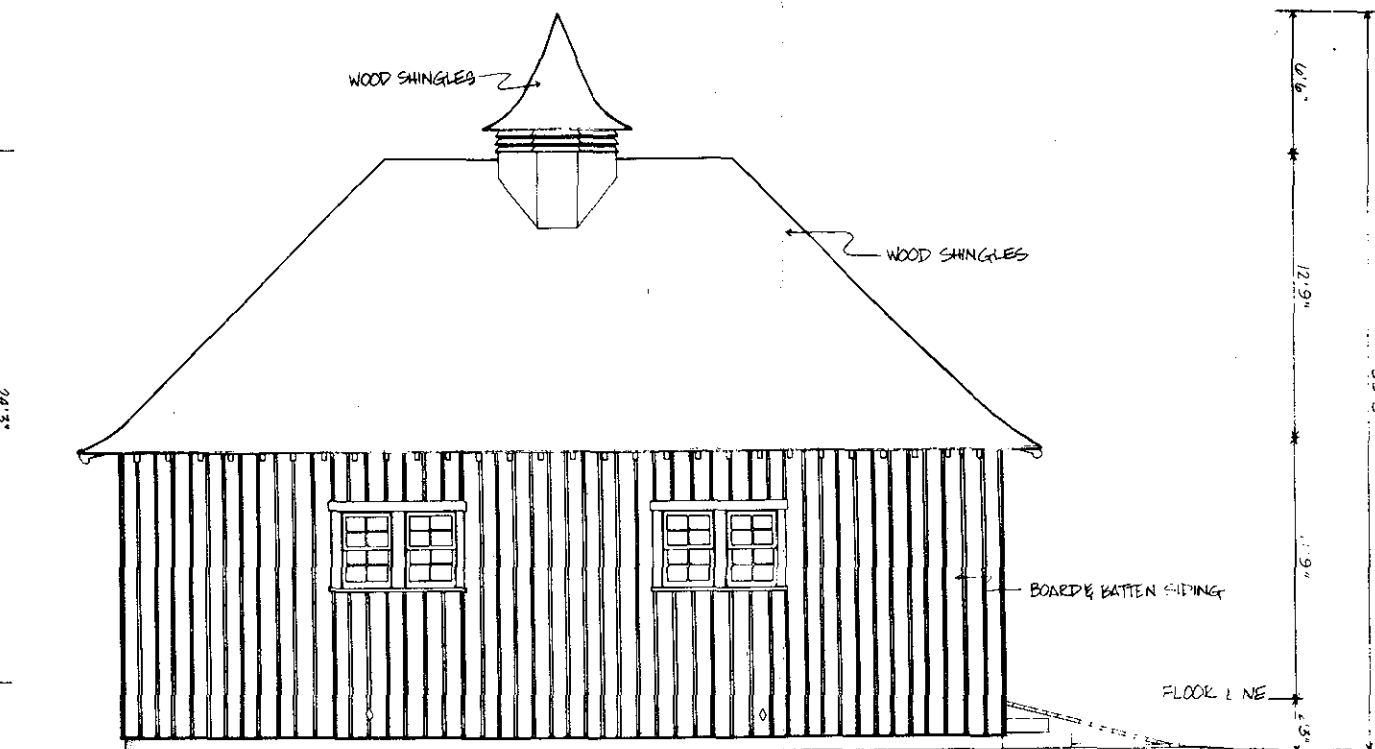 WOOD SHINGLES
6'6"
WOOD SHINGLES
12'9"
BOARD & BATTEN SIDING
FLOOR LINE